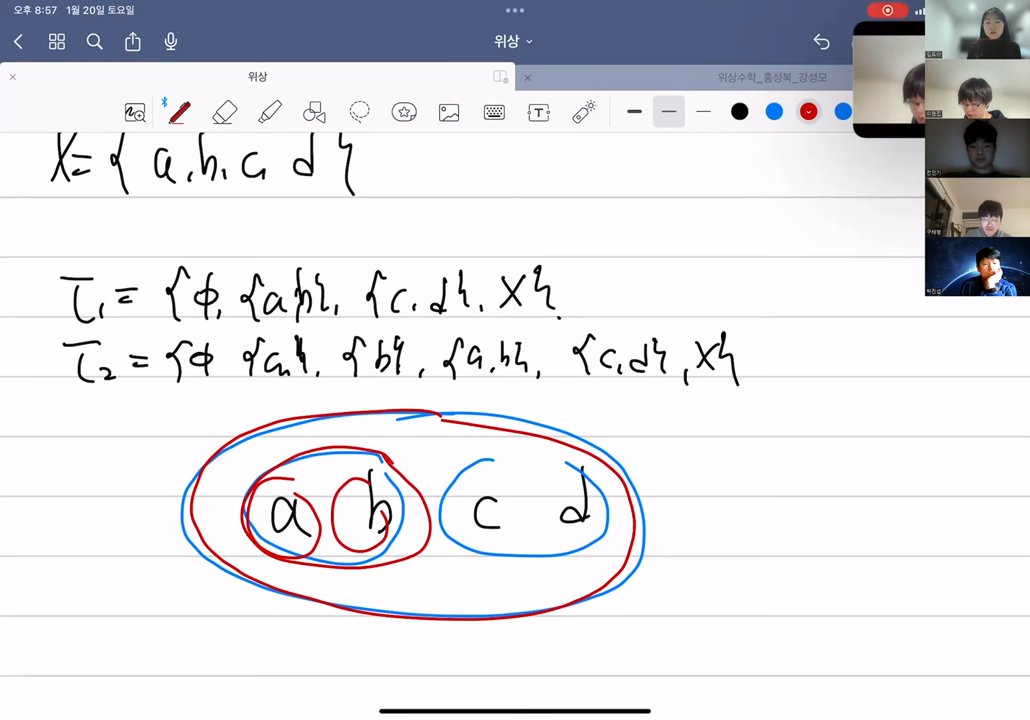 오후 8:57 1월 20일 토요일
위상
위상
위상수학_홍성복_강성모
X = { a, b, c, d }
τ₁ = { φ, {a, b}, {c, d}, X }.
τ₂ = { φ {a}, {b}, {a, b}, {c, d}, X }
a b c d